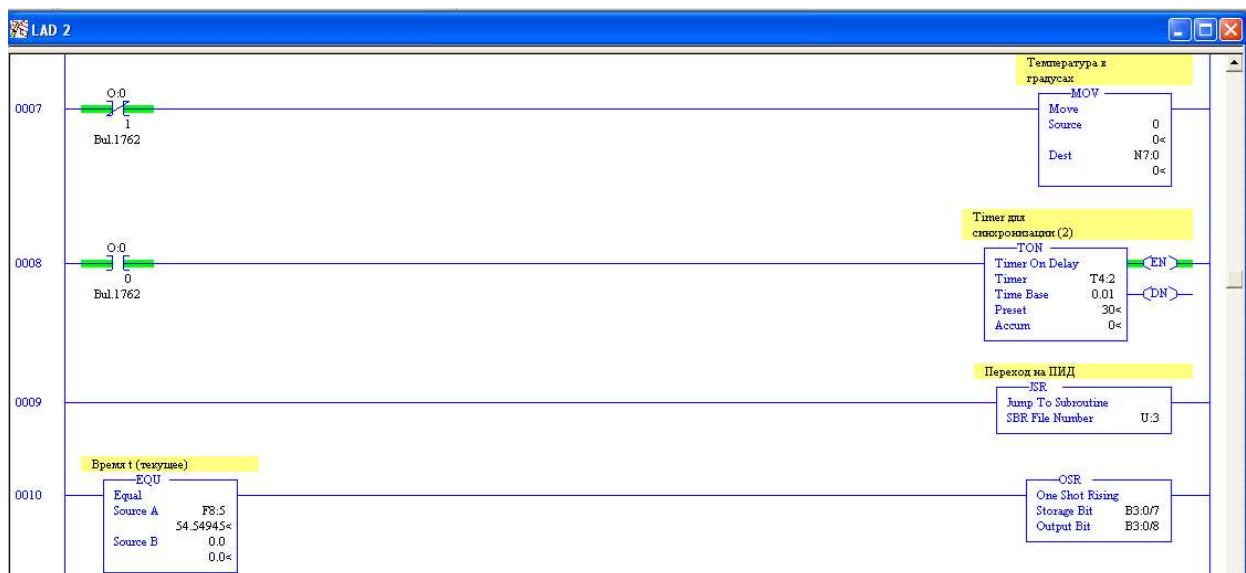 LAD 2
Температура в
градусах
O:0
MOV
0007
Move
1
Source 0
Bul.1762
0<
Dest N7:0
0<
Timer для
синхронизации (2)
O:0
TON
0008
Timer On Delay
EN
0
Timer T4:2
Bul.1762
Time Base 0.01
DN
Preset 30<
Accum 0<
Переход на ПИД
JSR
0009
Jump To Subroutine
SBR File Number U:3
Время t (текущее)
EQU
OSR
0010
Equal
One Shot Rising
Source A F8:5
Storage Bit B3:0/7
54.54945<
Output Bit B3:0/8
Source B 0.0
0.0<